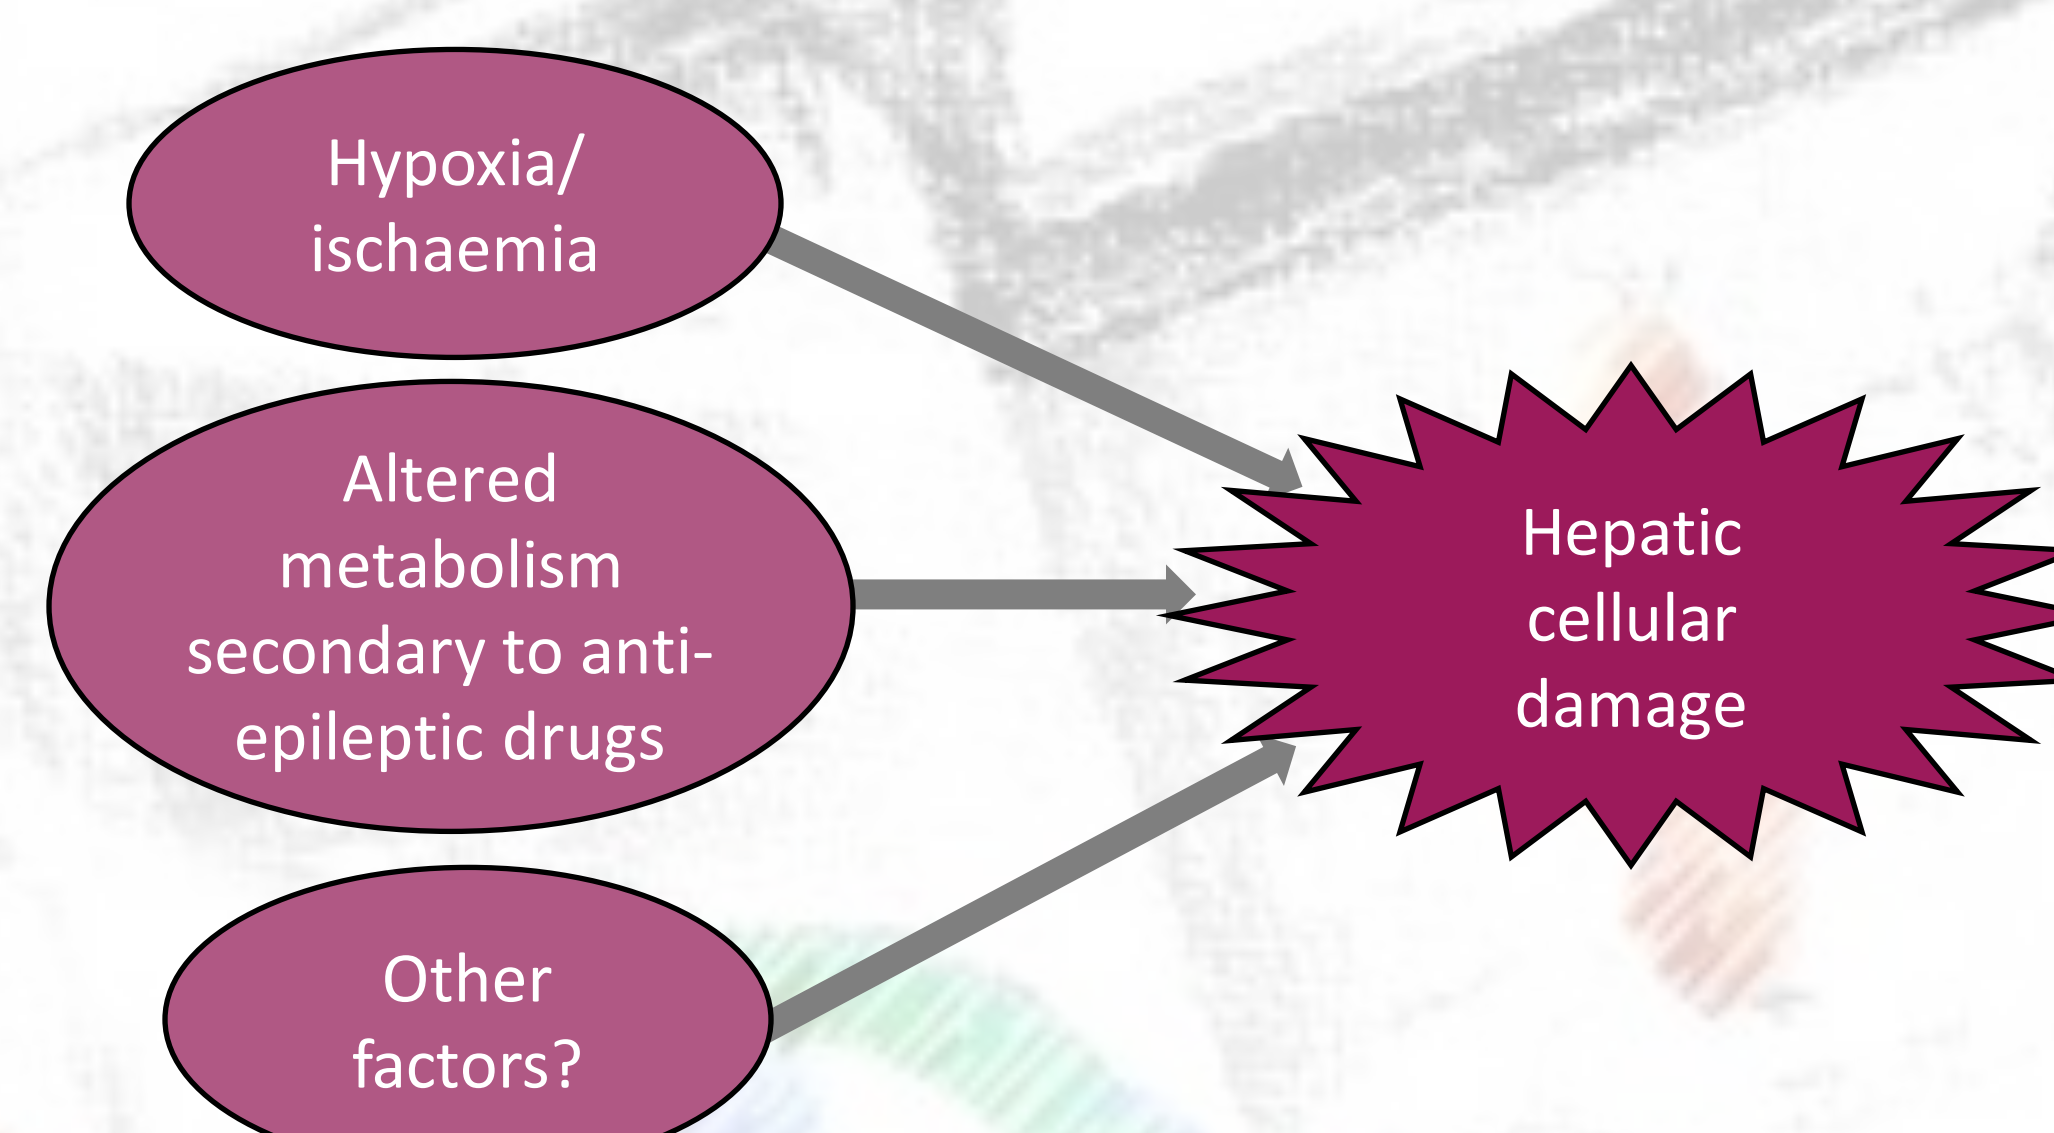 Hypoxia/
ischaemia
Altered
metabolism
secondary to anti-
epileptic drugs
Other
factors?
Hepatic
cellular
damage